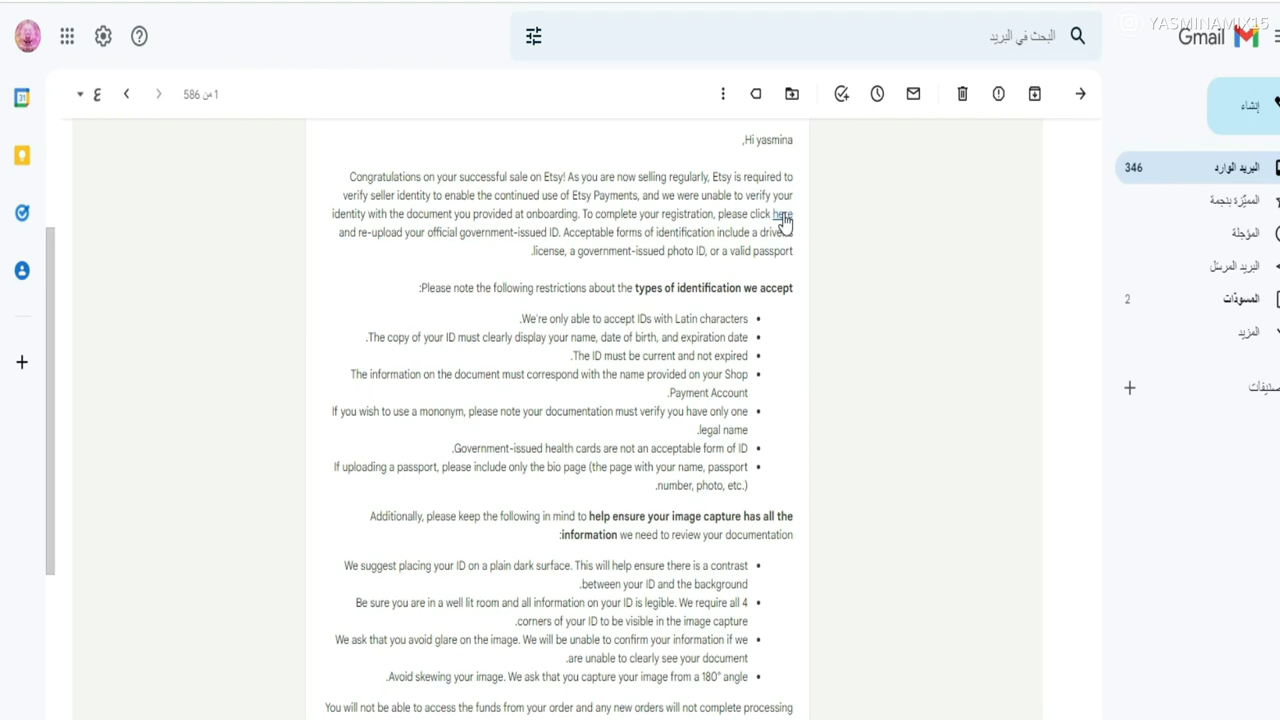 YASMINAMIX15
Gmail
البحث في البريد
إنشاء
البريد الوارد
346
المميّزة بنجمة
المؤجلة
البريد المرسَل
المسودّات
2
المزيد
1 من 586
ع
31
Hi yasmina,
Congratulations on your successful sale on Etsy! As you are now selling regularly, Etsy is required to
verify seller identity to enable the continued use of Etsy Payments, and we were unable to verify your
identity with the document you provided at onboarding. To complete your registration, please click here
and re-upload your official government-issued ID. Acceptable forms of identification include a driver's
license, a government-issued photo ID, or a valid passport.
Please note the following restrictions about the types of identification we accept:
• We're only able to accept IDs with Latin characters.
• The copy of your ID must clearly display your name, date of birth, and expiration date.
• The ID must be current and not expired.
• The information on the document must correspond with the name provided on your Shop
Payment Account.
• If you wish to use a mononym, please note your documentation must verify you have only one
legal name.
• Government-issued health cards are not an acceptable form of ID.
• If uploading a passport, please include only the bio page (the page with your name, passport
number, photo, etc.).
Additionally, please keep the following in mind to help ensure your image capture has all the
information we need to review your documentation:
• We suggest placing your ID on a plain dark surface. This will help ensure there is a contrast
between your ID and the background.
• Be sure you are in a well lit room and all information on your ID is legible. We require all 4
corners of your ID to be visible in the image capture.
• We ask that you avoid glare on the image. We will be unable to confirm your information if we
are unable to clearly see your document.
• Avoid skewing your image. We ask that you capture your image from a 180° angle.
You will not be able to access the funds from your order and any new orders will not complete processing